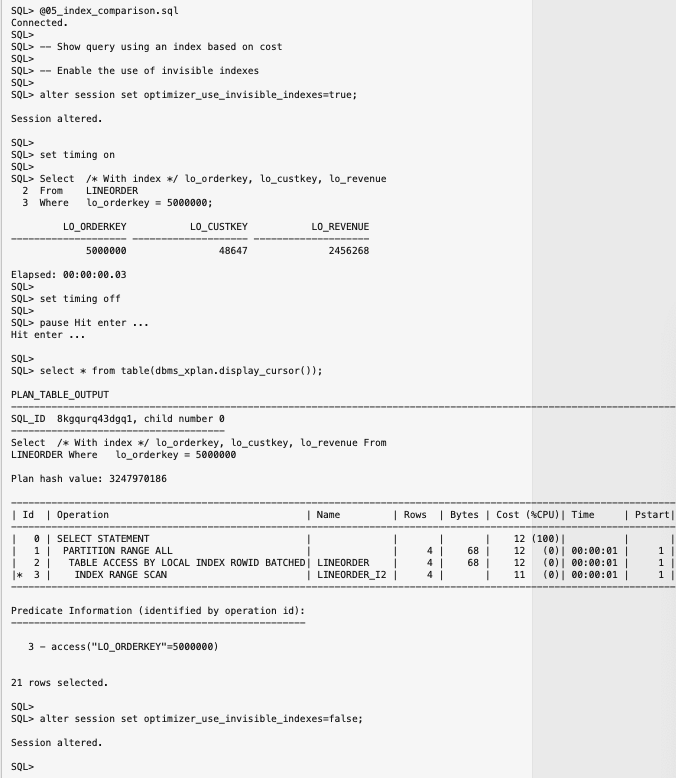 SQL> @05_index_comparison.sql
Connected.
SQL>
SQL> -- Show query using an index based on cost
SQL>
SQL> -- Enable the use of invisible indexes
SQL>
SQL> alter session set optimizer_use_invisible_indexes=true;
Session altered.
SQL>
SQL> set timing on
SQL>
SQL> Select  /* With index */ lo_orderkey, lo_custkey, lo_revenue
  2  From    LINEORDER
  3  Where   lo_orderkey = 5000000;
         LO_ORDERKEY           LO_CUSTKEY           LO_REVENUE
-------------------- -------------------- --------------------
             5000000                48647              2456268
Elapsed: 00:00:00.03
SQL>
SQL> set timing off
SQL>
SQL> pause Hit enter ...
Hit enter ...
SQL>
SQL> select * from table(dbms_xplan.display_cursor());
PLAN_TABLE_OUTPUT
----------------------------------------------------------------------------------------------------------------
SQL_ID  8kgqurq43dgq1, child number 0
-------------------------------------
Select  /* With index */ lo_orderkey, lo_custkey, lo_revenue From
LINEORDER Where   lo_orderkey = 5000000
Plan hash value: 3247970186
----------------------------------------------------------------------------------------------------------------
| Id  | Operation                                  | Name         | Rows  | Bytes | Cost (%CPU)| Time     | Pstart|
----------------------------------------------------------------------------------------------------------------
|   0 | SELECT STATEMENT                           |              |       |       |    12 (100)|          |       |
|   1 |  PARTITION RANGE ALL                       |              |     4 |    68 |    12   (0)| 00:00:01 |     1 |
|   2 |   TABLE ACCESS BY LOCAL INDEX ROWID BATCHED| LINEORDER    |     4 |    68 |    12   (0)| 00:00:01 |     1 |
|*  3 |    INDEX RANGE SCAN                        | LINEORDER_I2 |     4 |       |    11   (0)| 00:00:01 |     1 |
----------------------------------------------------------------------------------------------------------------
Predicate Information (identified by operation id):
---------------------------------------------------
   3 - access("LO_ORDERKEY"=5000000)
21 rows selected.
SQL>
SQL> alter session set optimizer_use_invisible_indexes=false;
Session altered.
SQL>